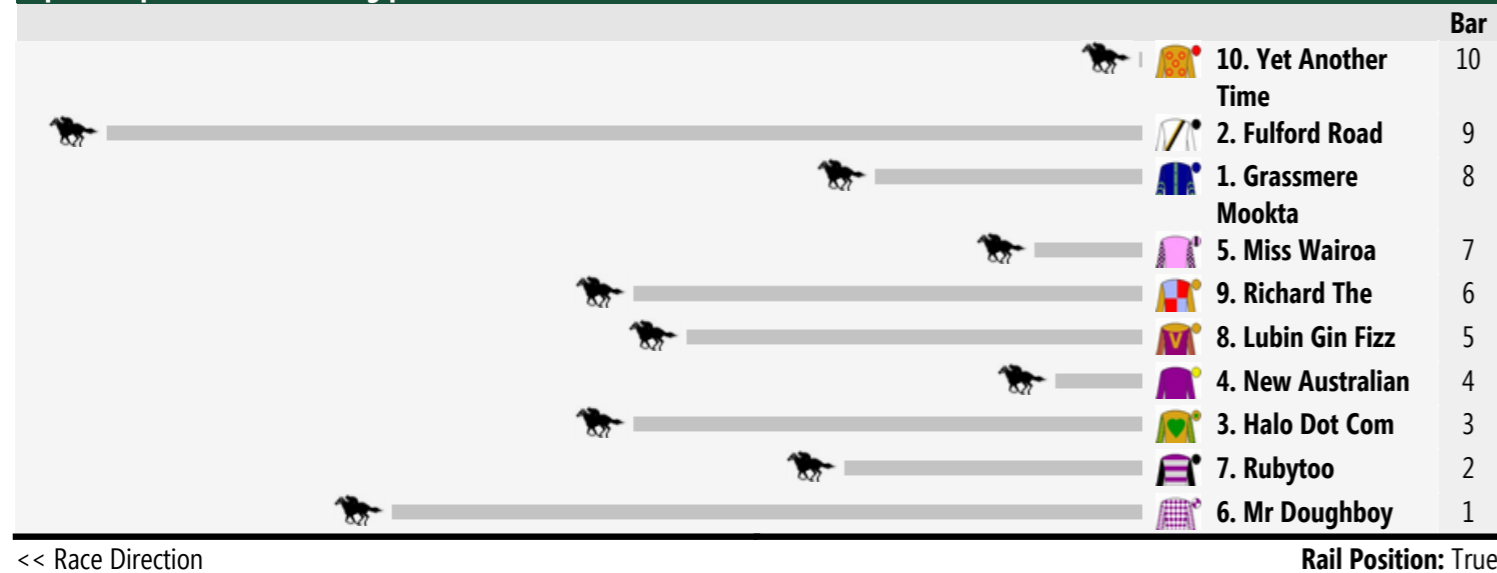 Bar
10. Yet Another 10
Time
2. Fulford Road 9
1. Grassmere 8
Mookta
5. Miss Wairoa 7
9. Richard The 6
8. Lubin Gin Fizz 5
4. New Australian 4
3. Halo Dot Com 3
7. Rubytoo 2
6. Mr Doughboy 1
<< Race Direction Rail Position: True